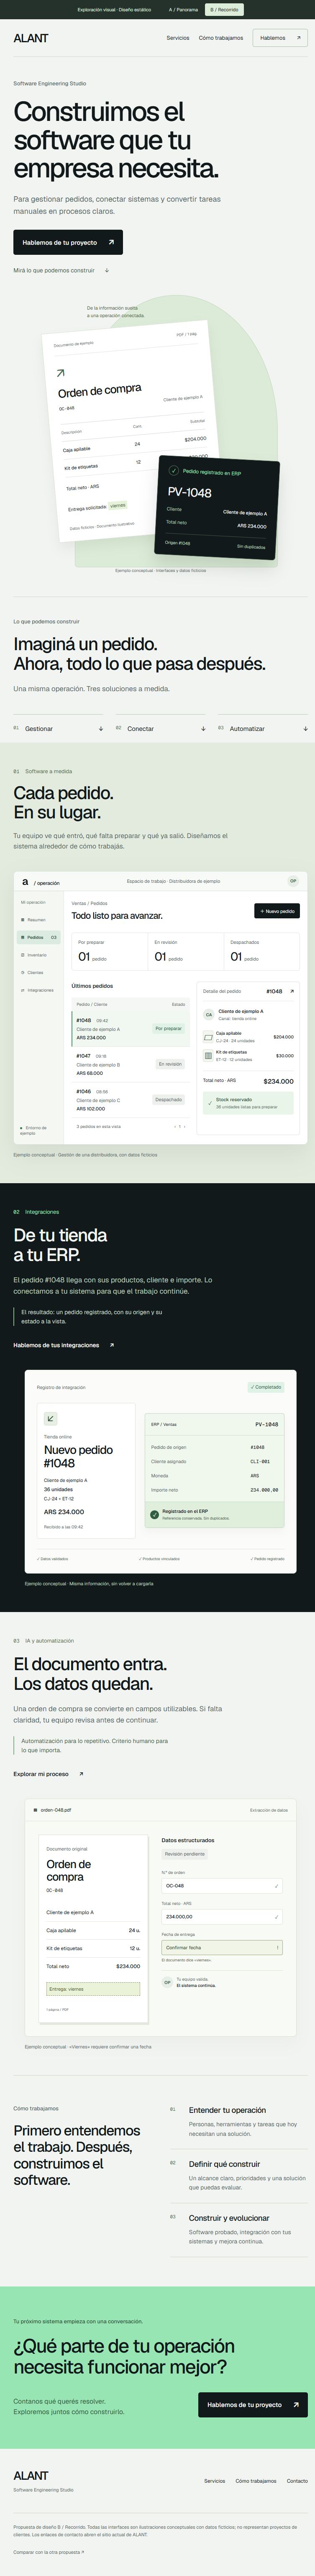 Exploración visual · Diseño estático
A / Panorama
B / Recorrido
ALANT
Servicios
Cómo trabajamos
Hablemos ↗
Software Engineering Studio
Construimos el
software que tu
empresa necesita.
Para gestionar pedidos, conectar sistemas y convertir tareas
manuales en procesos claros.
Hablemos de tu proyecto ↗
Mirá lo que podemos construir ↓
De la información suelta
a una operación conectada
Documento de ejemplo
PDF / 1 pag.
Orden de compra
OC-048
Cliente de ejemplo A
Descripción
Cant.
Subtotal
Caja apilable
24
$204.000
Kit de etiquetas
12
Total neto · ARS
Entrega solicitada: viernes
Datos ficticios · Documento ilustrativo
Pedido registrado en ERP
PV-1048
Cliente
Cliente de ejemplo A
Total neto
ARS 234.000
Origen #1048
Sin duplicados
Ejemplo conceptual · Interfaces y datos ficticios
Lo que podemos construir
Imaginá un pedido.
Ahora, todo lo que pasa después.
Una misma operación. Tres soluciones a medida.
01 Gestionar ↓
02 Conectar ↓
03 Automatizar ↓
01 Software a medida
Cada pedido.
En su lugar.
Tu equipo ve qué entró, qué falta preparar y qué ya salió. Diseñamos el
sistema alrededor de cómo trabajás.
a / operación
Espacio de trabajo · Distribuidora de ejemplo
OP
Mi operación
Resumen
Pedidos 03
Inventario
Clientes
Integraciones
Entorno de
ejemplo
Ventas / Pedidos
Todo listo para avanzar.
+ Nuevo pedido
Por preparar
01 pedido
En revisión
01 pedido
Despachados
01 pedido
Últimos pedidos
Pedido / Cliente
Estado
#1048 · 09:42
Cliente de ejemplo A
ARS 234.000
Por preparar
#1047 · 09:18
Cliente de ejemplo B
ARS 68.000
En revisión
#1046 · 08:56
Cliente de ejemplo C
ARS 102.000
Despachado
3 pedidos en esta vista
‹ 1 ›
Detalle del pedido
#1048 ↗
Cliente de ejemplo A
Canal: tienda online
Caja apilable
CJ-24 · 24 unidades
$204.000
Kit de etiquetas
ET-12 · 12 unidades
$30.000
Total neto · ARS
$234.000
✓ Stock reservado
36 unidades listas para preparar
Ejemplo conceptual · Gestión de una distribuidora, con datos ficticios
02 Integraciones
De tu tienda
a tu ERP.
El pedido #1048 llega con sus productos, cliente e importe. Lo
conectamos a tu sistema para que el trabajo continúe.
El resultado: un pedido registrado, con su origen y su
estado a la vista.
Hablemos de tus integraciones ↗
Registro de integración
✓ Completado
Tienda online
Nuevo pedido
#1048
Cliente de ejemplo A
36 unidades
CJ-24 + ET-12
ARS 234.000
Recibido a las 09:42
ERP / Ventas
PV-1048
Pedido de origen
#1048
Cliente asignado
CLI-001
Moneda
ARS
Importe neto
234.000,00
✓ Registrado en el ERP
Referencia conservada. Sin duplicados.
✓ Datos validados
✓ Productos vinculados
✓ Pedido registrado
Ejemplo conceptual · Misma información, sin volver a cargarla
03 IA y automatización
El documento entra.
Los datos quedan.
Una orden de compra se convierte en campos utilizables. Si falta
claridad, tu equipo revisa antes de continuar.
Automatización para lo repetitivo. Criterio humano para
lo que importa.
Explorar mi proceso ↗
orden-048.pdf
Extracción de datos
Documento original
Orden de
compra
OC-048
Cliente de ejemplo A
Caja apilable
24 u.
Kit de etiquetas
12 u.
Total neto
$234.000
Entrega: viernes
Datos estructurados
Revisión pendiente
N.º de orden
OC-048 ✓
Total neto · ARS
234.000,00 ✓
Fecha de entrega
Confirmar fecha !
El documento dice «viernes».
OP
Tu equipo valida.
El sistema continúa.
Ejemplo conceptual · «Viernes» requiere confirmar una fecha
Cómo trabajamos
Primero entendemos
el trabajo. Después,
construimos el
software.
01 Entender tu operación
Personas, herramientas y tareas que hoy
necesitan una solución.
02 Definir qué construir
Un alcance claro, prioridades y una solución
que puedas evaluar.
03 Construir y evolucionar
Software probado, integración con tus
sistemas y mejora continua.
Tu próximo sistema empieza con una conversación.
¿Qué parte de tu operación
necesita funcionar mejor?
Contanos qué querés resolver.
Exploremos juntos cómo construirlo.
Hablemos de tu proyecto ↗
ALANT
Software Engineering Studio
Servicios
Cómo trabajamos
Contacto
Propuesta de diseño B / Recorrido. Todas las interfaces son ilustraciones conceptuales con datos ficticios; no representan proyectos de
clientes. Los enlaces de contacto abren el sitio actual de ALANT.
Comparar con la otra propuesta ↗